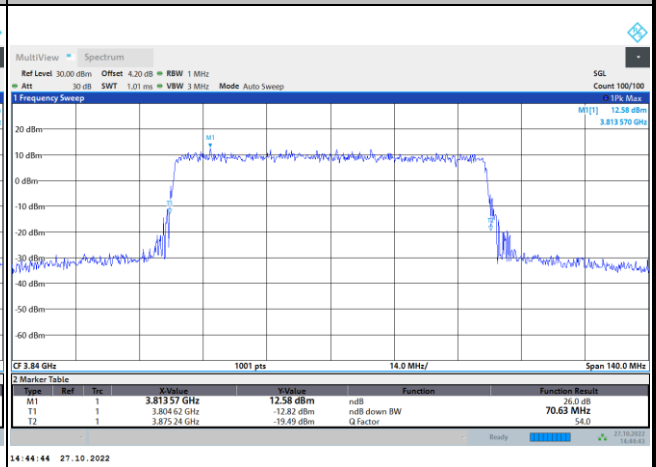 MultiView Spectrum
Ref Level 30.00 dBm Offset 4.20 dB RBW 1 MHz SGL
Att 30 dB SWT 1.01 ms VBW 3 MHz Mode Auto Sweep Count 100/100
1 Frequency Sweep 1Pk Max
M1[1] 12.58 dBm
3.813 570 GHz
M1
20 dBm
10 dBm
0 dBm
T1
-10 dBm
T2
-20 dBm
-30 dBm
-40 dBm
-50 dBm
-60 dBm
CF 3.84 GHz 1001 pts 14.0 MHz/ Span 140.0 MHz
2 Marker Table
Type Ref Trc X-Value Y-Value Function Function Result
M1 1 3.813 57 GHz 12.58 dBm ndB 26.0 dB
T1 1 3.804 62 GHz -12.82 dBm ndB down BW 70.63 MHz
T2 1 3.875 24 GHz -19.49 dBm Q Factor 54.0
Ready 27.10.2022
14:44:43
14:44:44 27.10.2022